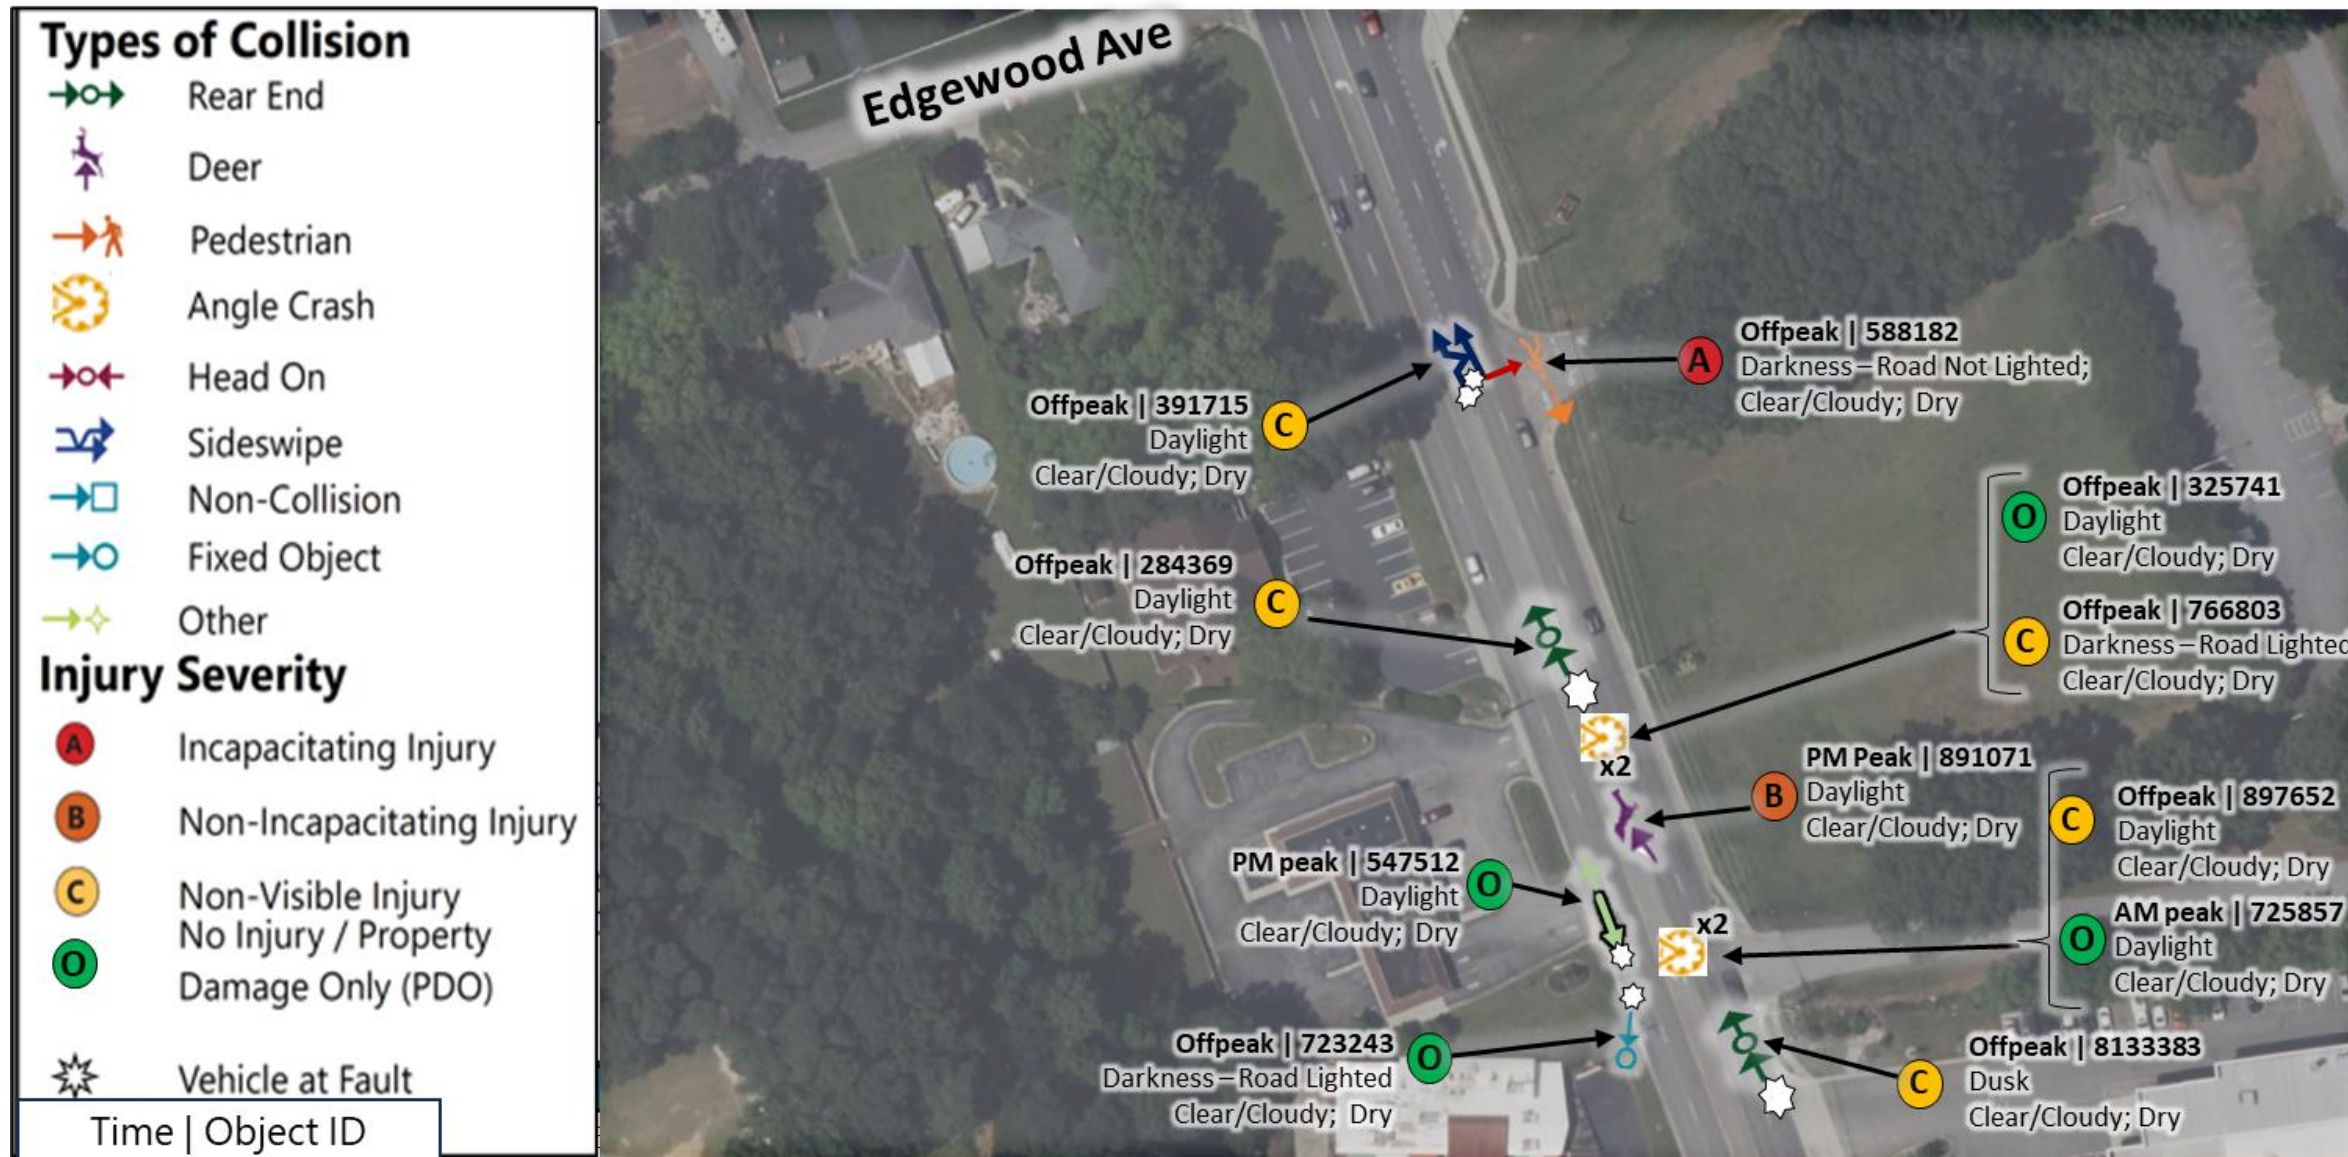 Types of Collision
Rear End
Deer
Pedestrian
Angle Crash
Head On
Sideswipe
Non-Collision
Fixed Object
Other
Injury Severity
A Incapacitating Injury
B Non-Incapacitating Injury
C Non-Visible Injury
O No Injury / Property
Damage Only (PDO)
Vehicle at Fault
Time | Object ID
Edgewood Ave
A
Offpeak | 588182
Darkness – Road Not Lighted;
Clear/Cloudy; Dry
Offpeak | 391715
Daylight
Clear/Cloudy; Dry
C
O
Offpeak | 325741
Daylight
Clear/Cloudy; Dry
Offpeak | 284369
Daylight
Clear/Cloudy; Dry
C
C
Offpeak | 766803
Darkness – Road Lighted
Clear/Cloudy; Dry
x2
B
PM Peak | 891071
Daylight
Clear/Cloudy; Dry
C
Offpeak | 897652
Daylight
Clear/Cloudy; Dry
PM peak | 547512
Daylight
Clear/Cloudy; Dry
O
x2
O
AM peak | 725857
Daylight
Clear/Cloudy; Dry
Offpeak | 723243
Darkness – Road Lighted
Clear/Cloudy; Dry
O
C
Offpeak | 8133383
Dusk
Clear/Cloudy; Dry